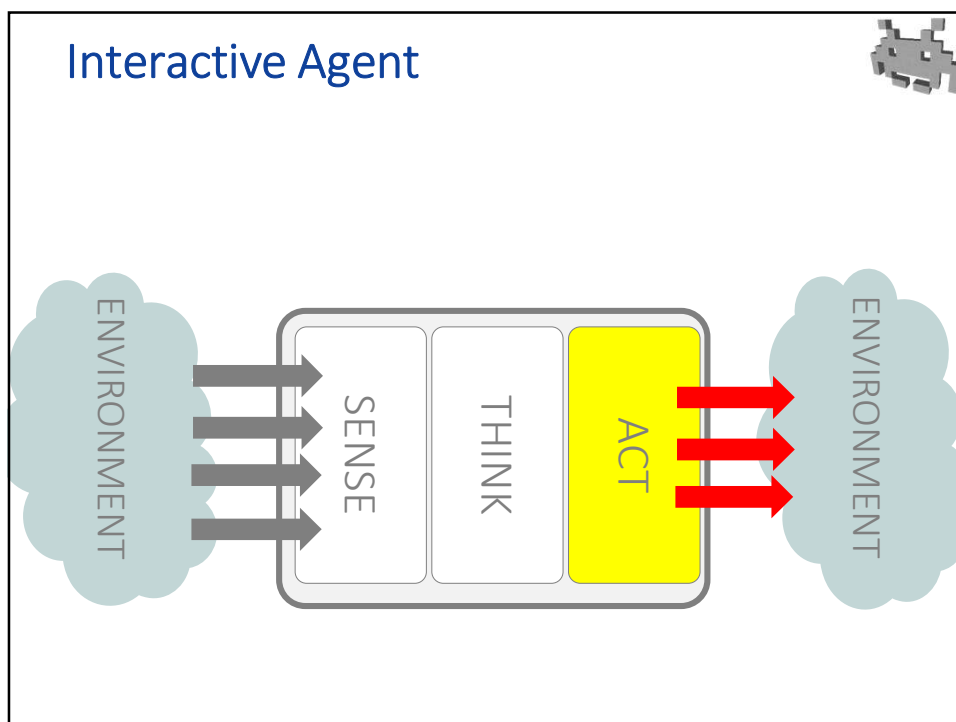 Interactive Agent
ENVIRONMENT
SENSE
THINK
ACT
ENVIRONMENT